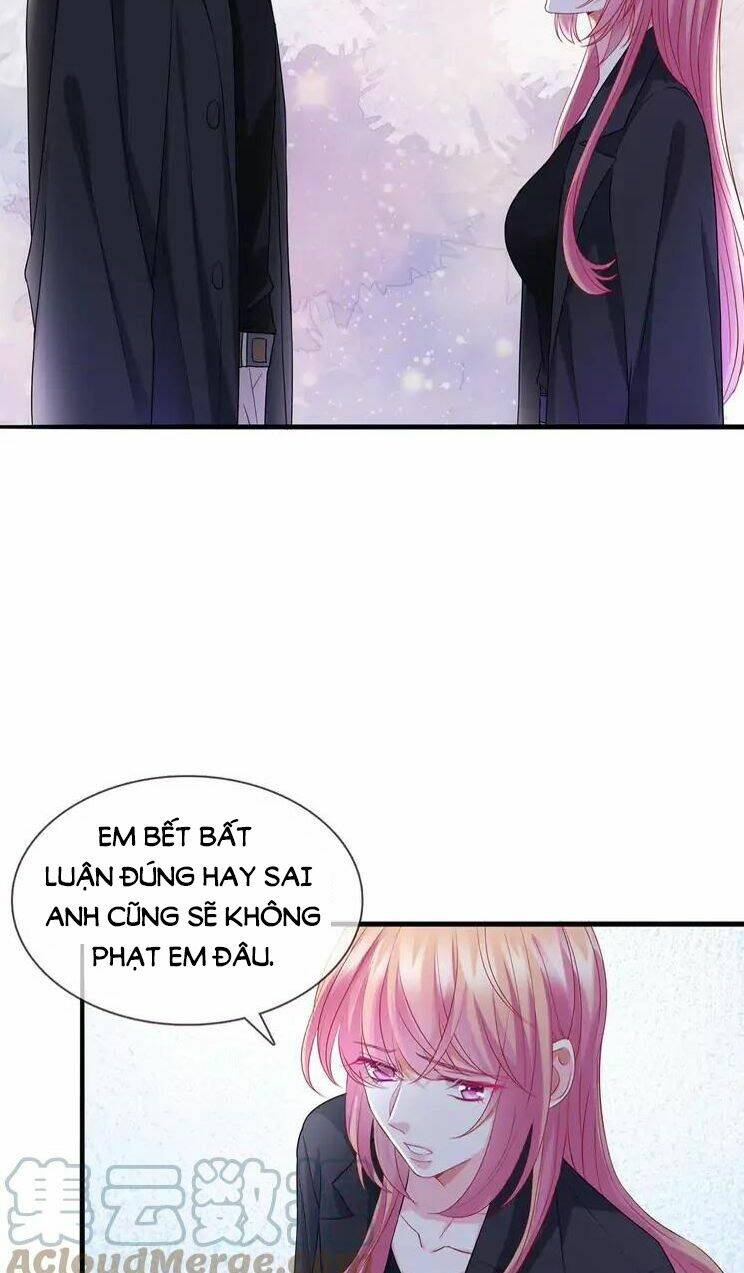 EM BẾT BẤT
LUẬN ĐÚNG HAY SAI
ANH CŨNG SẼ KHÔNG
PHẠT EM ĐÂU.
集云数据
ACloudMerge.com